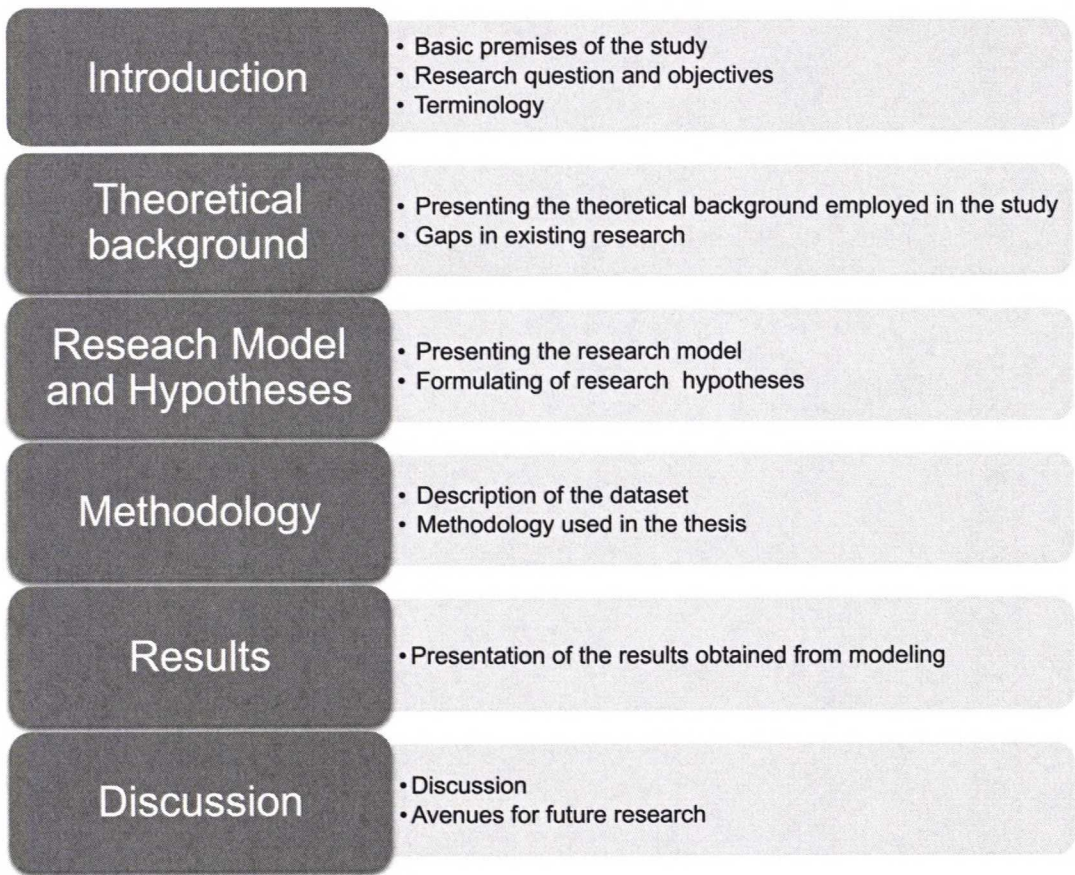 Introduction
• Basic premises of the study
• Research question and objectives
• Terminology
Theoretical
background
• Presenting the theoretical background employed in the study
• Gaps in existing research
Reseach Model
and Hypotheses
• Presenting the research model
• Formulating of research hypotheses
Methodology
• Description of the dataset
• Methodology used in the thesis
Results
• Presentation of the results obtained from modeling
Discussion
• Discussion
• Avenues for future research